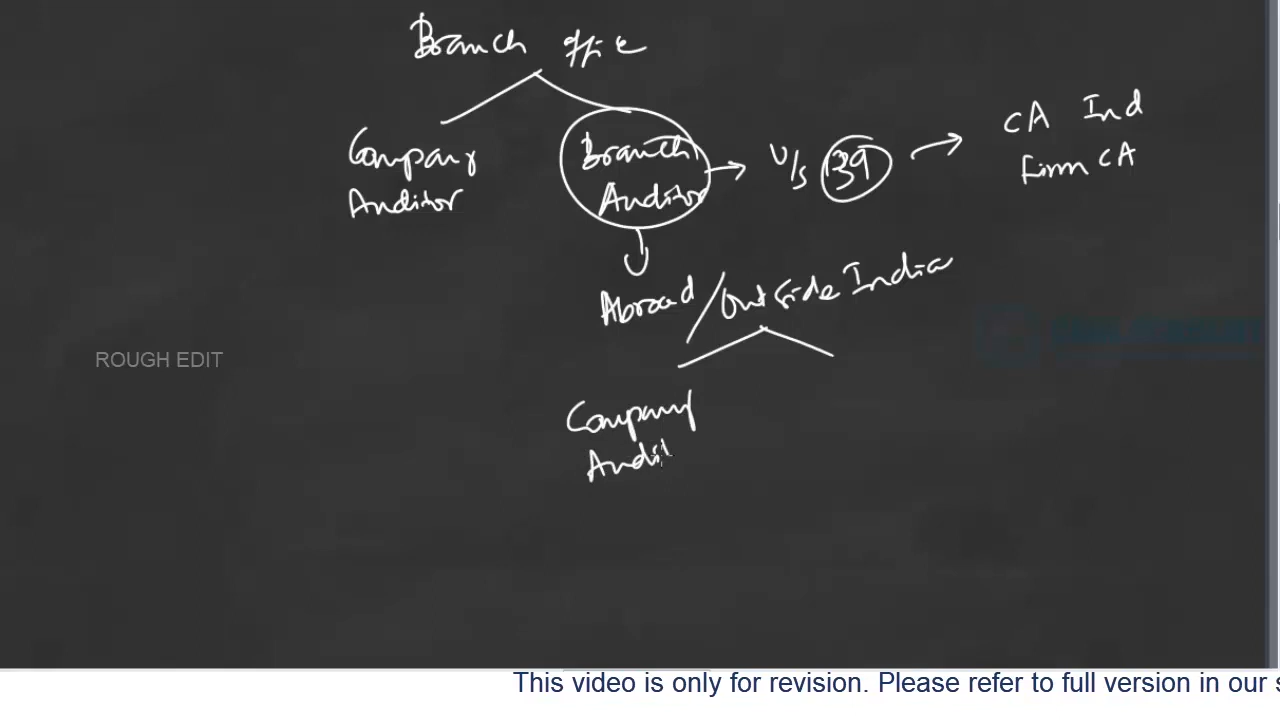 Branch office
Company
Auditor
Branch
Auditor
U/s 139
CA Ind
Firm CA
Abroad / Outside India
ROUGH EDIT
Company
Audit
This video is only for revision. Please refer to full version in our s